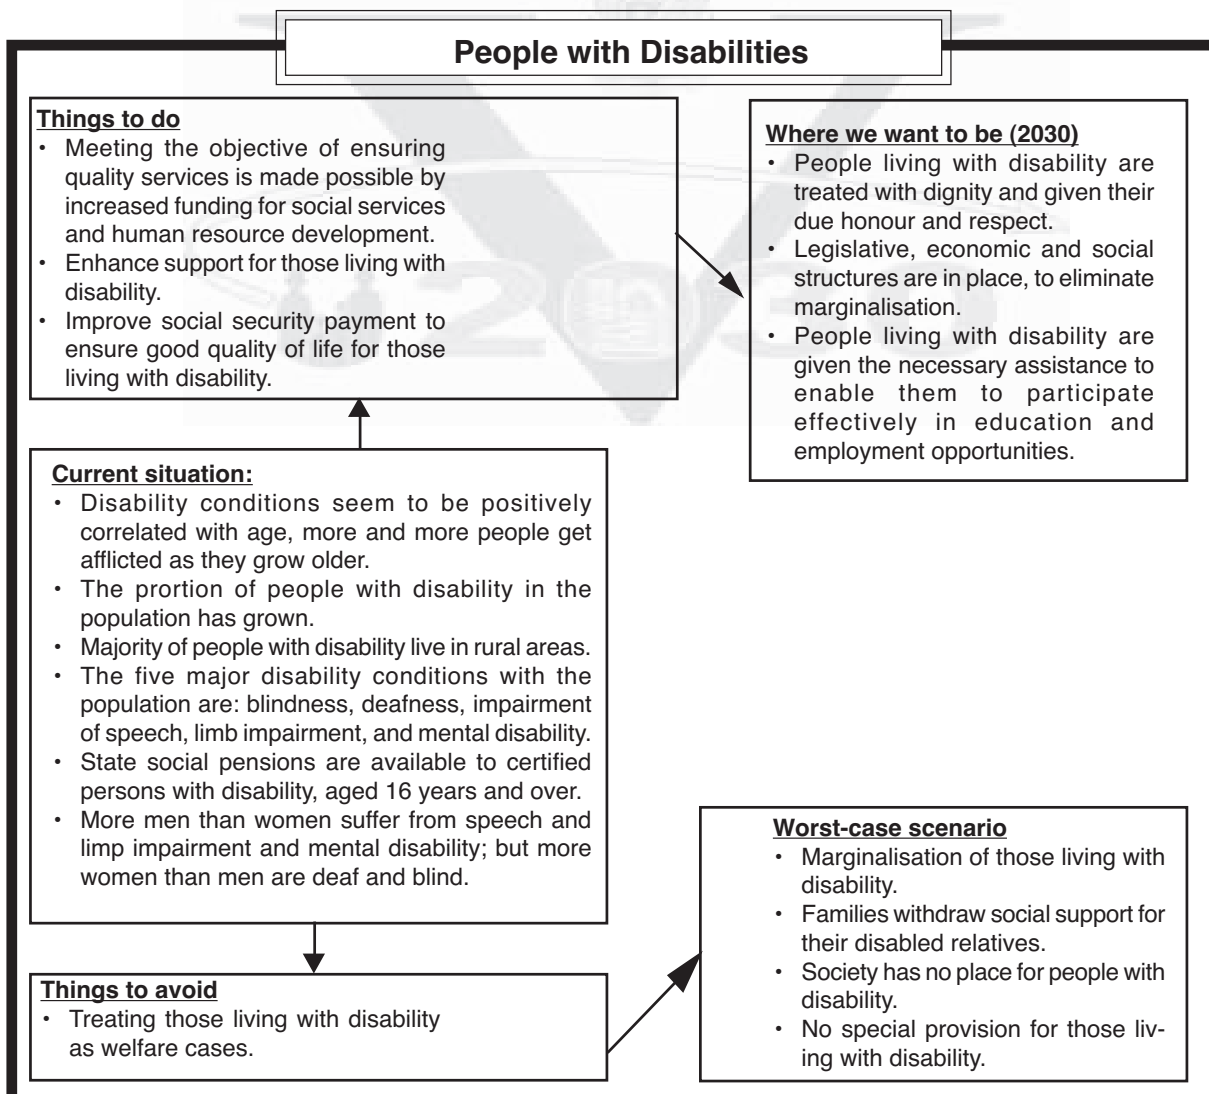 People with Disabilities
Things to do
• Meeting the objective of ensuring
quality services is made possible by
increased funding for social services
and human resource development.
• Enhance support for those living with
disability.
• Improve social security payment to
ensure good quality of life for those
living with disability.
Where we want to be (2030)
• People living with disability are
treated with dignity and given their
due honour and respect.
• Legislative, economic and social
structures are in place, to eliminate
marginalisation.
• People living with disability are
given the necessary assistance to
enable them to participate
effectively in education and
employment opportunities.
Current situation:
• Disability conditions seem to be positively
correlated with age, more and more people get
afflicted as they grow older.
• The prortion of people with disability in the
population has grown.
• Majority of people with disability live in rural areas.
• The five major disability conditions with the
population are: blindness, deafness, impairment
of speech, limb impairment, and mental disability.
• State social pensions are available to certified
persons with disability, aged 16 years and over.
• More men than women suffer from speech and
limp impairment and mental disability; but more
women than men are deaf and blind.
Things to avoid
• Treating those living with disability
as welfare cases.
Worst-case scenario
• Marginalisation of those living with
disability.
• Families withdraw social support for
their disabled relatives.
• Society has no place for people with
disability.
• No special provision for those liv-
ing with disability.
2030